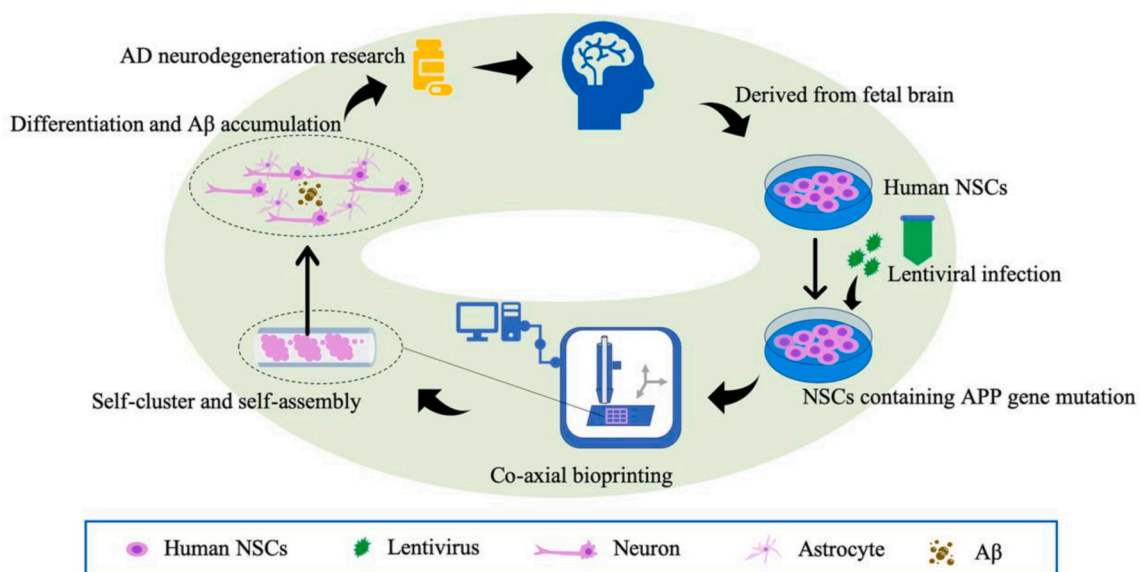 AD neurodegeneration research
Derived from fetal brain
Differentiation and Aβ accumulation
Human NSCs
Lentiviral infection
Self-cluster and self-assembly
NSCs containing APP gene mutation
Co-axial bioprinting
Human NSCs Lentivirus Neuron Astrocyte Aβ